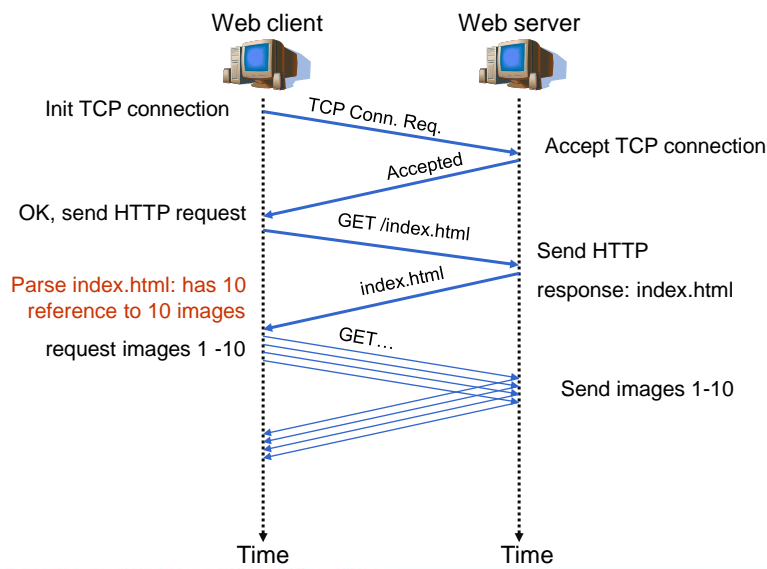 Web client
Web server
Init TCP connection
TCP Conn. Req.
Accept TCP connection
Accepted
OK, send HTTP request
GET /index.html
Send HTTP
response: index.html
index.html
Parse index.html: has 10
reference to 10 images
request images 1 -10
GET…
Send images 1-10
Time
Time